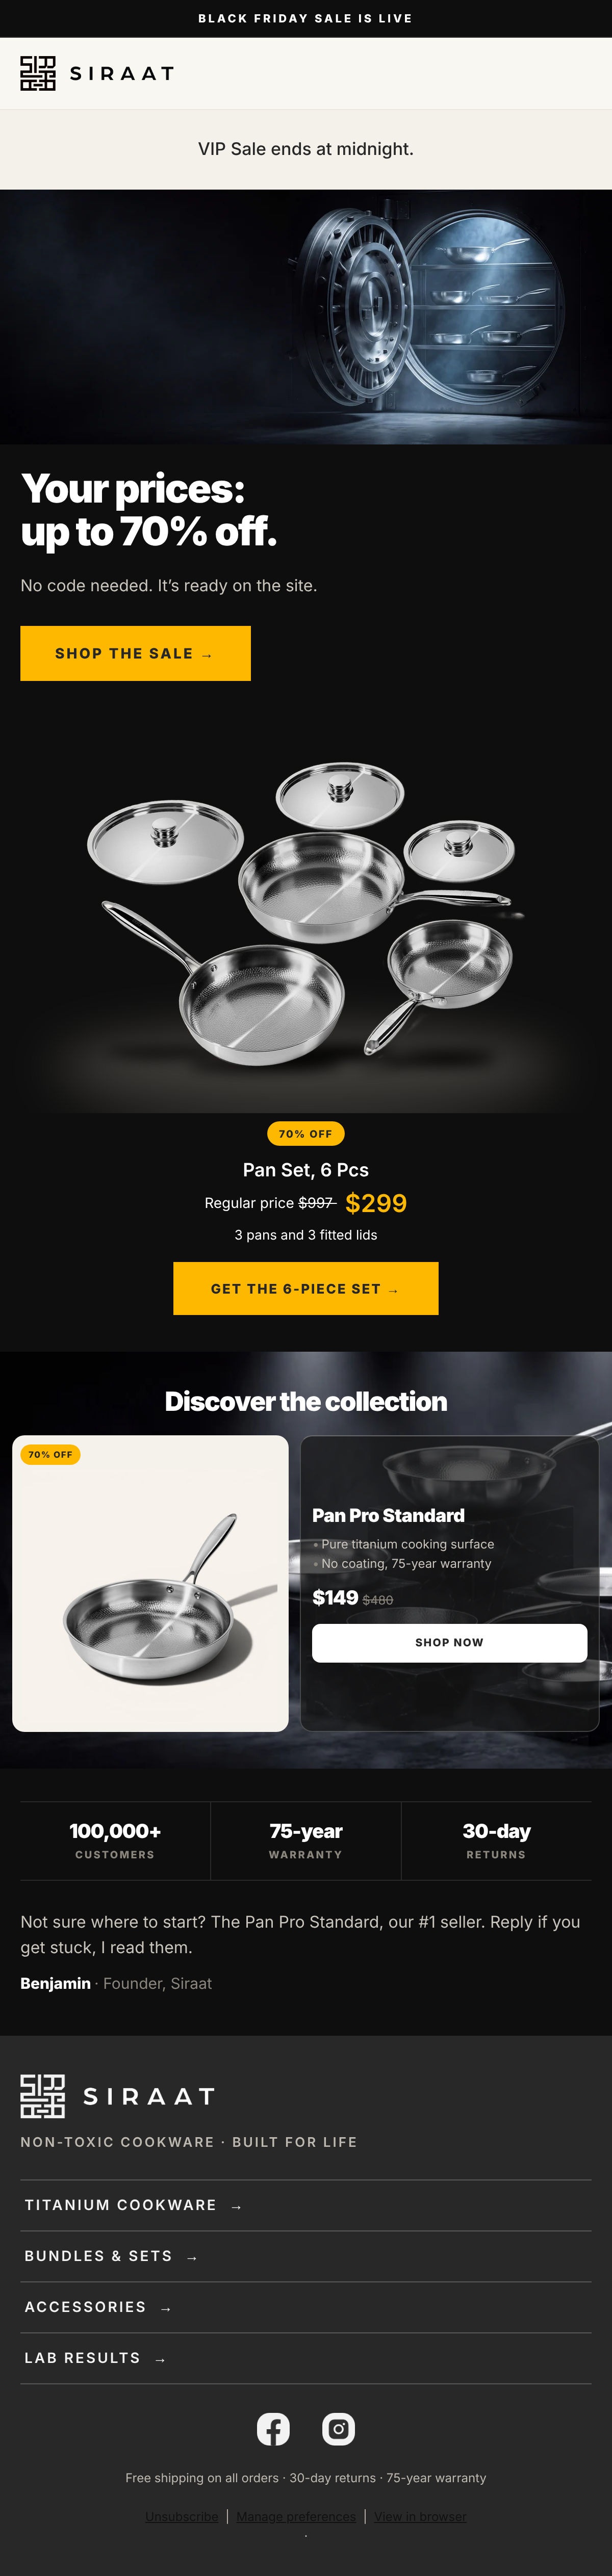 BLACK FRIDAY SALE IS LIVE
SIRAAT
VIP Sale ends at midnight.
Your prices:
up to 70% off.
No code needed. It’s ready on the site.
SHOP THE SALE →
70% OFF
Pan Set, 6 Pcs
Regular price $997 $299
3 pans and 3 fitted lids
GET THE 6-PIECE SET →
Discover the collection
70% OFF
Pan Pro Standard
• Pure titanium cooking surface
• No coating, 75-year warranty
$149 $480
SHOP NOW
100,000+
CUSTOMERS
75-year
WARRANTY
30-day
RETURNS
Not sure where to start? The Pan Pro Standard, our #1 seller. Reply if you
get stuck, I read them.
Benjamin · Founder, Siraat
SIRAAT
NON-TOXIC COOKWARE · BUILT FOR LIFE
TITANIUM COOKWARE →
BUNDLES & SETS →
ACCESSORIES →
LAB RESULTS →
Free shipping on all orders · 30-day returns · 75-year warranty
Unsubscribe | Manage preferences | View in browser
.